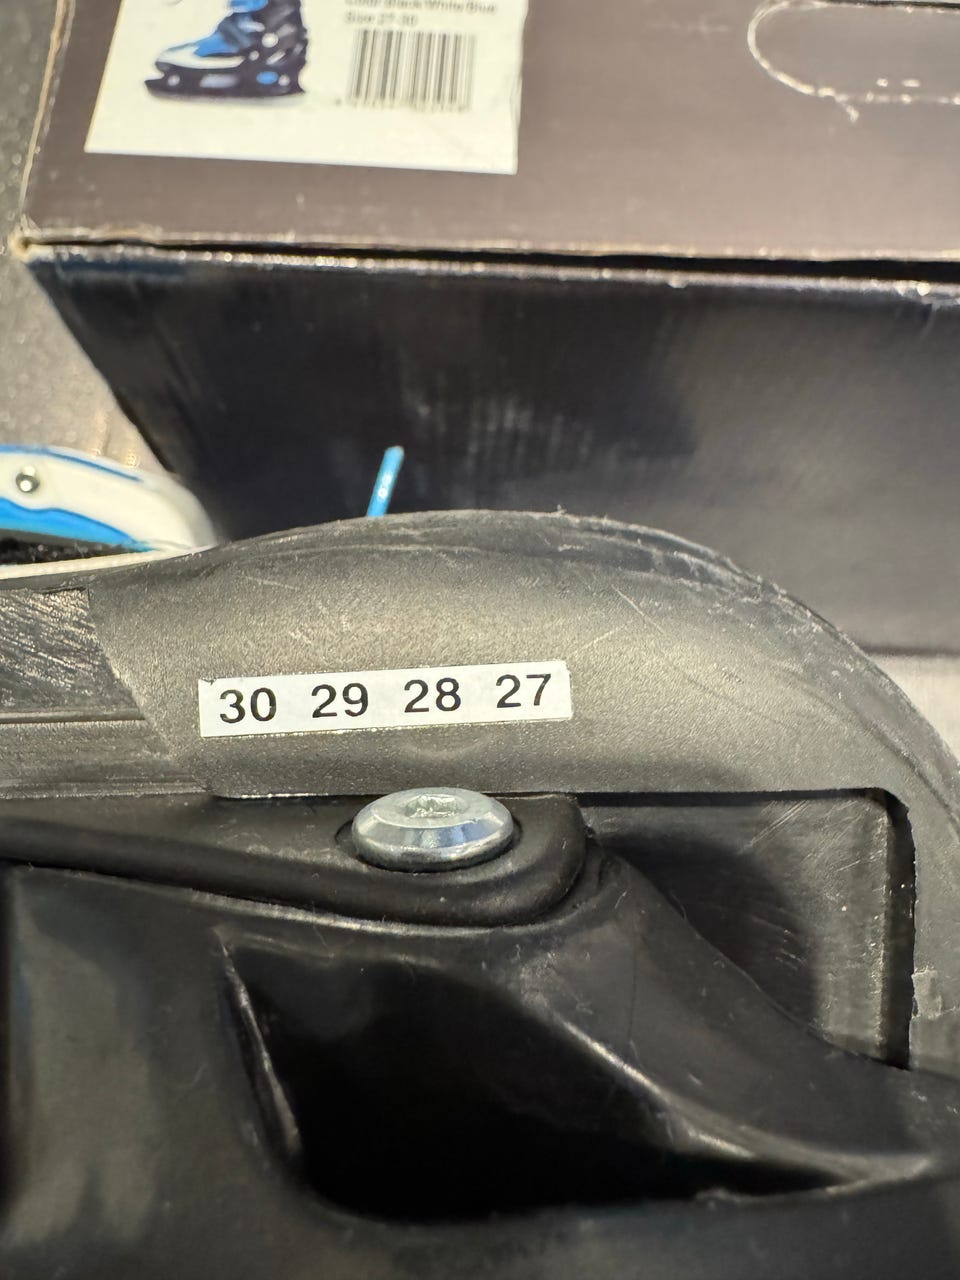 Color Black/White/Blue
Size 27-30
30 29 28 27